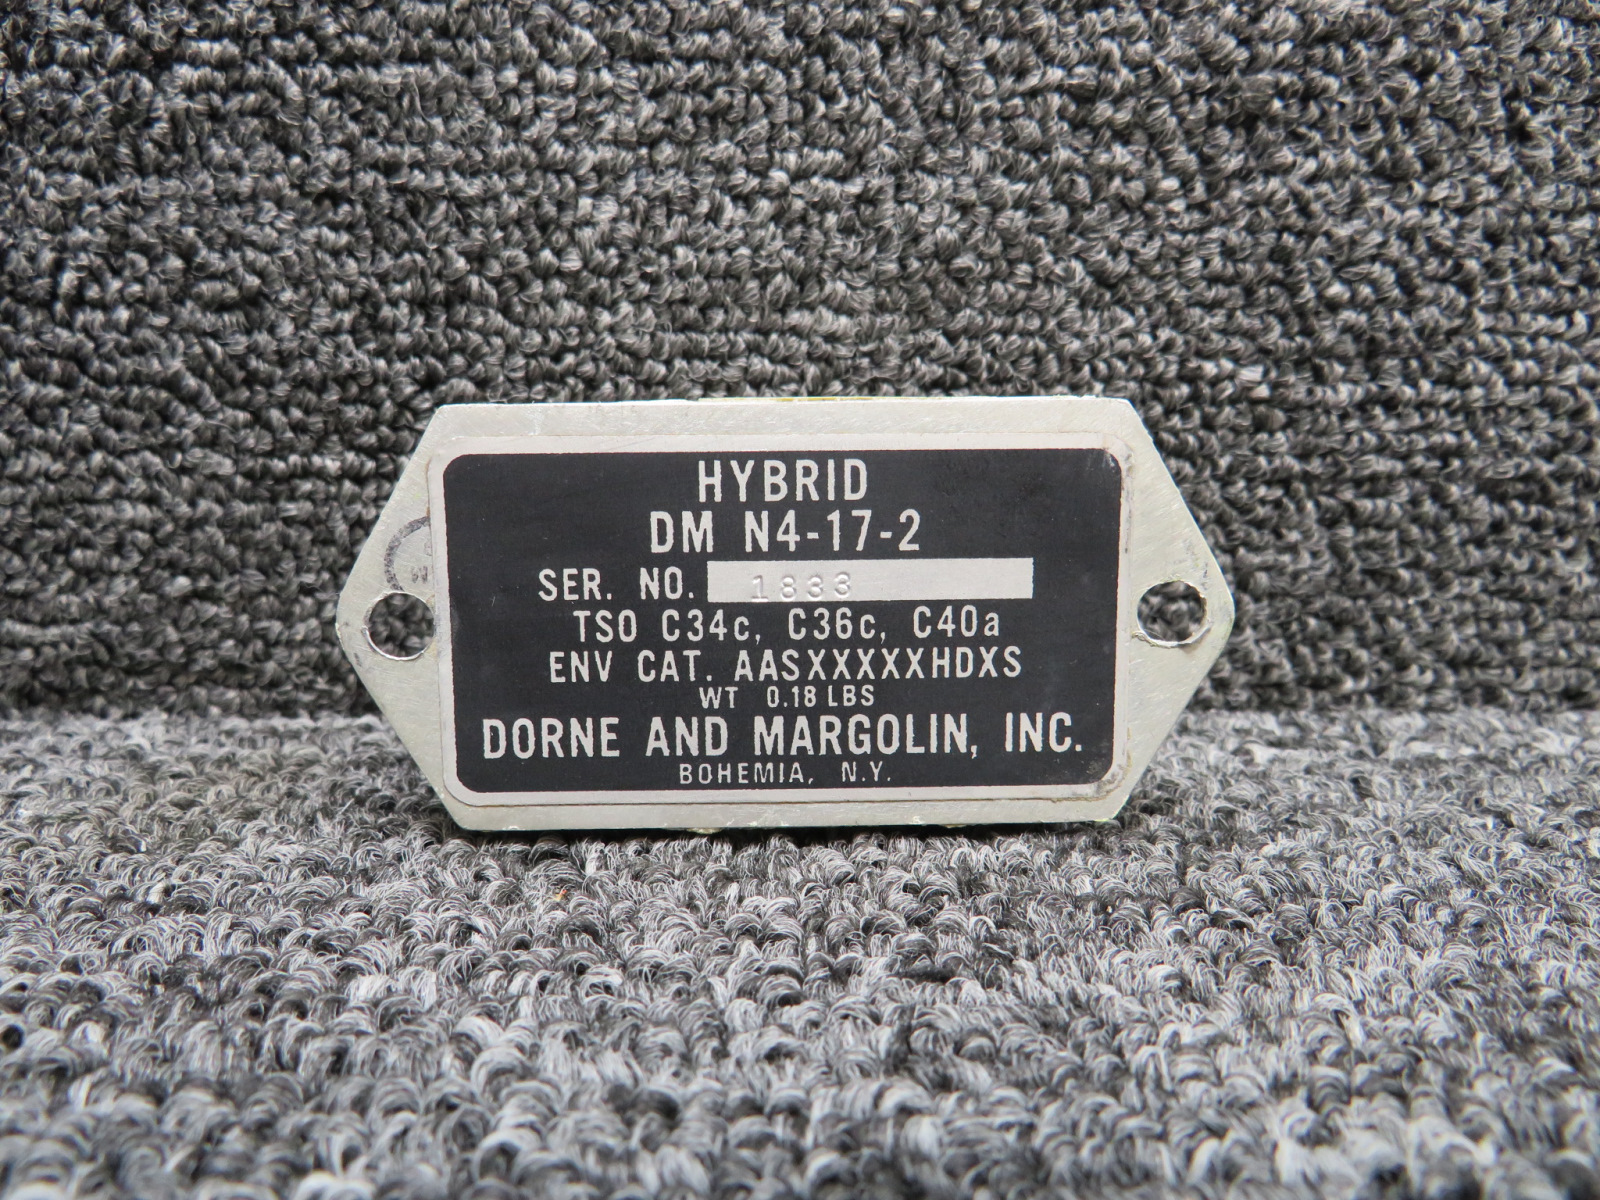 HYBRID
DM N4-17-2
SER. NO. 1833
TSO C34c, C36c, C40a
ENV CAT. AASXXXXXXHDXS
WT 0.18 LBS
DORNE AND MARGOLIN, INC.
BOHEMIA, N.Y.